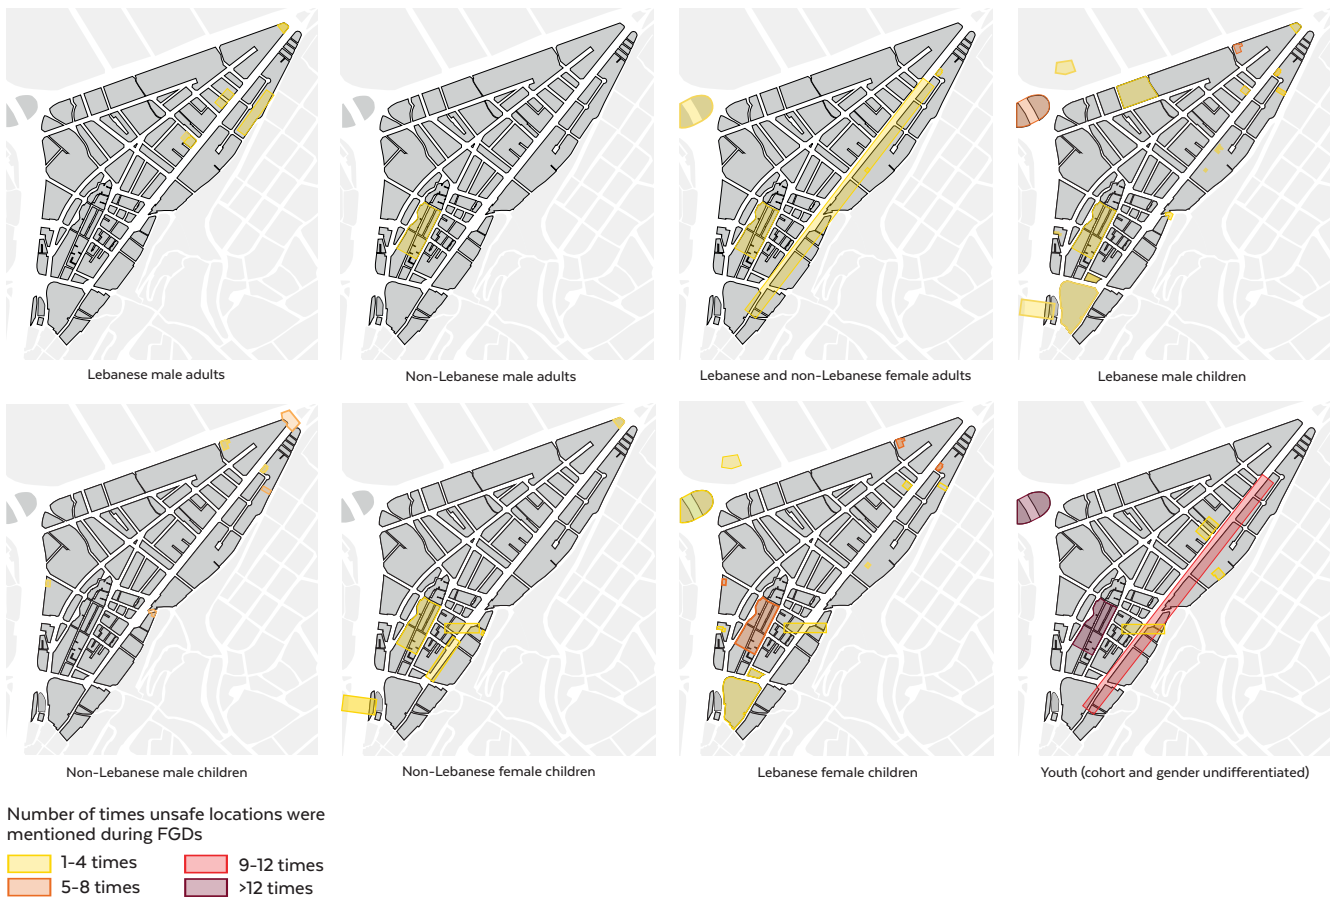 Lebanese male adults
Non-Lebanese male adults
Lebanese and non-Lebanese female adults
Lebanese male children
Non-Lebanese male children
Non-Lebanese female children
Lebanese female children
Youth (cohort and gender undifferentiated)
Number of times unsafe locations were
mentioned during FGDs
1-4 times
9-12 times
5-8 times
>12 times